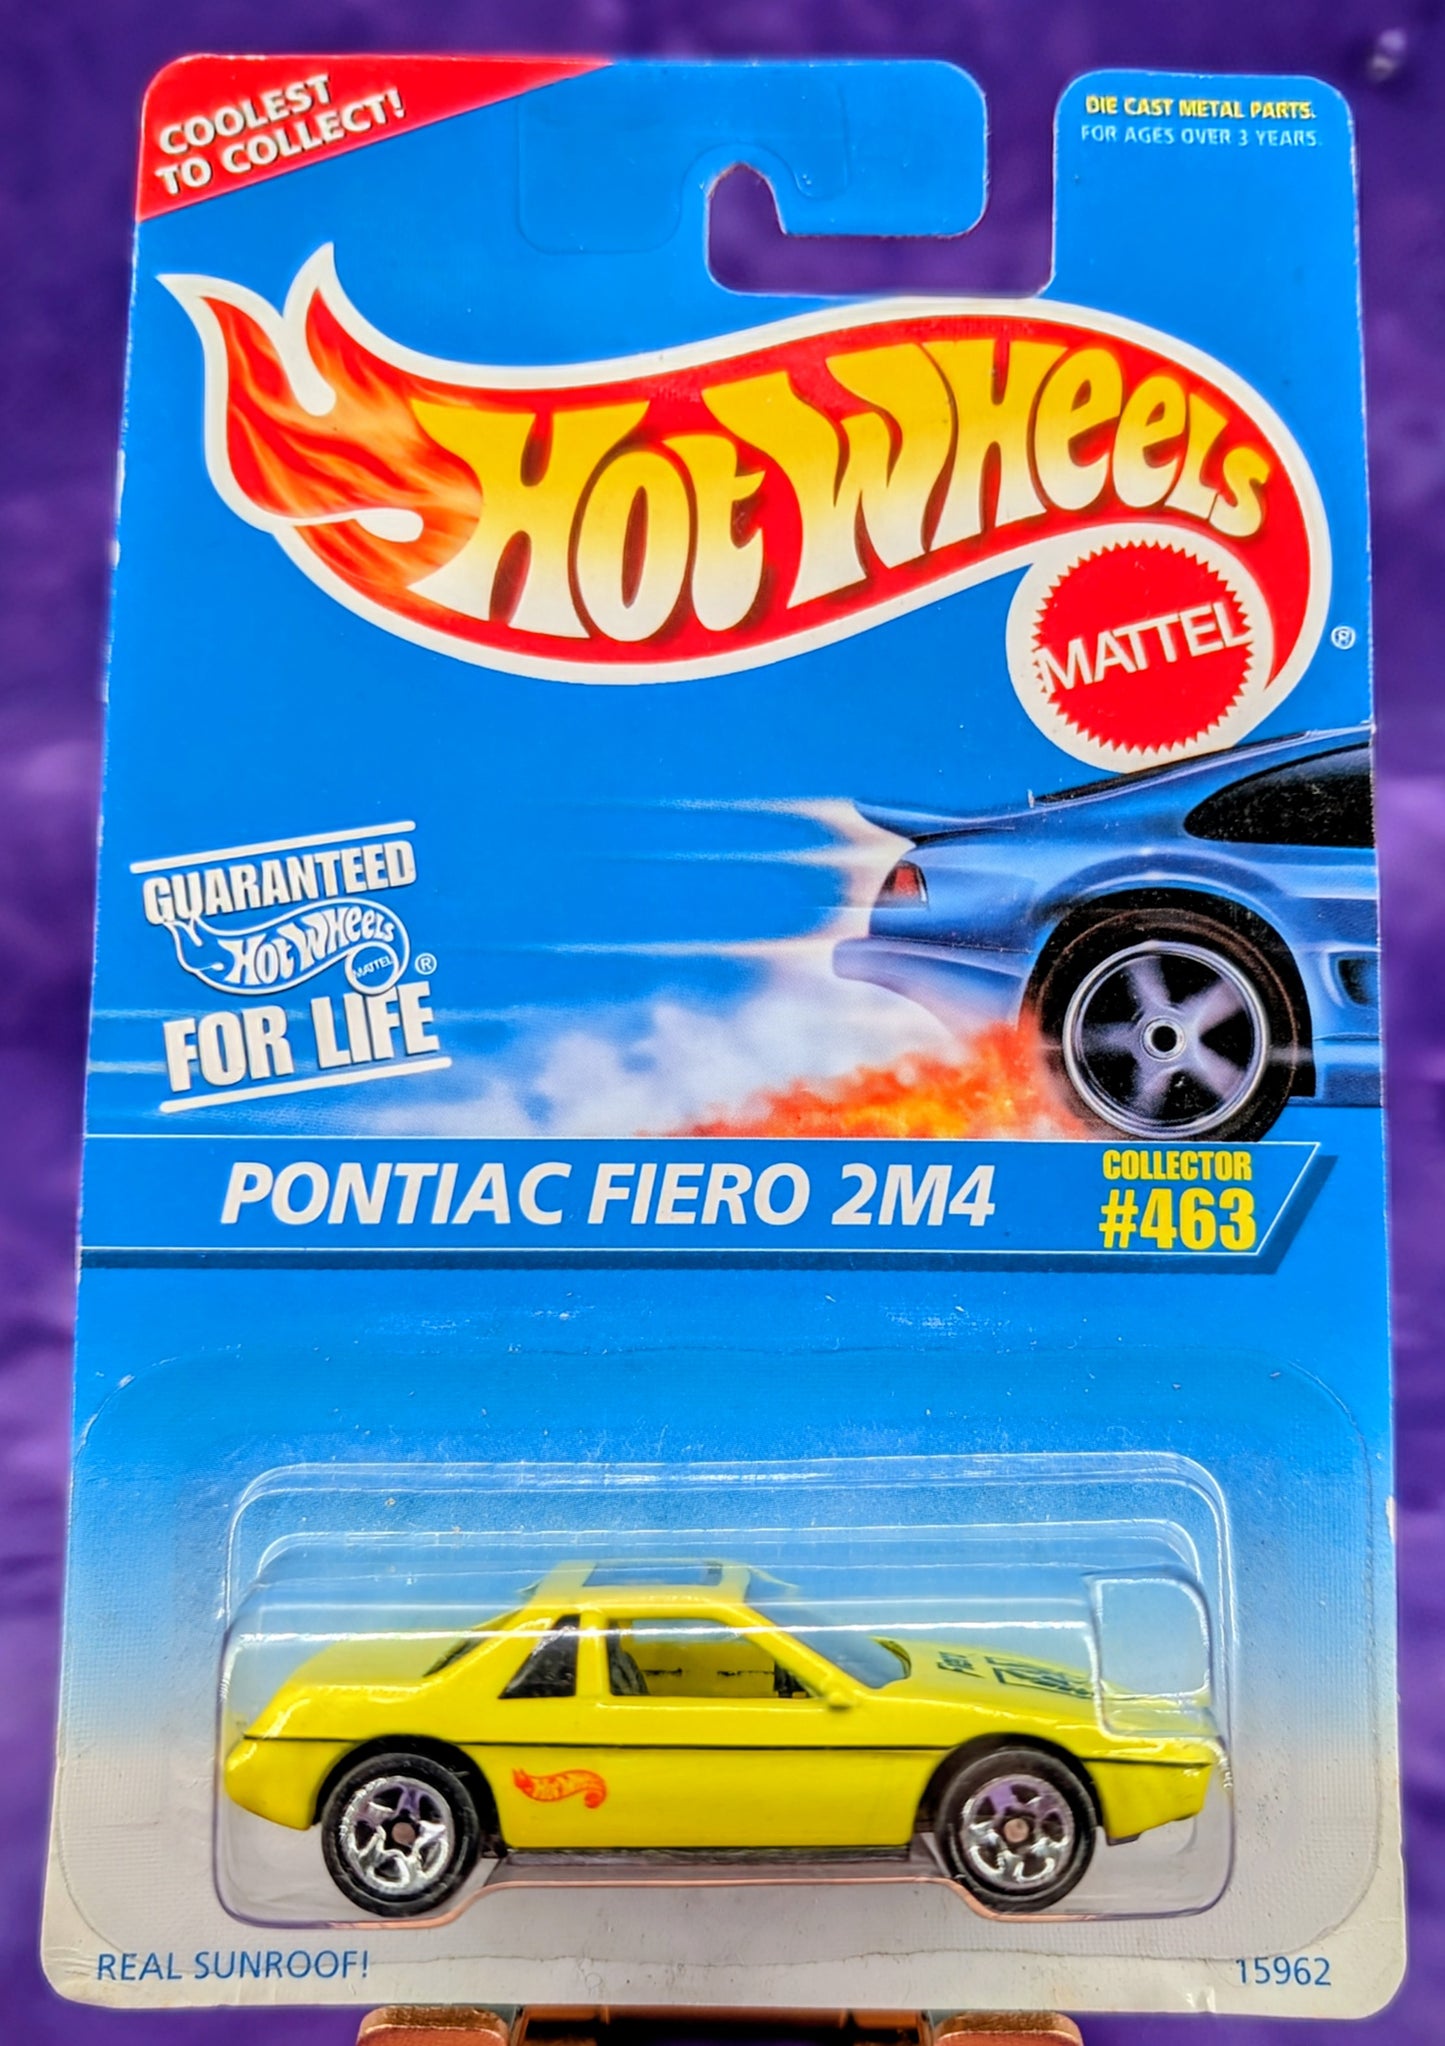 COOLEST
TO COLLECT!
DIE CAST METAL PARTS.
FOR AGES OVER 3 YEARS.
HOT WHEELS
MATTEL
®
GUARANTEED
HOT WHEELS
MATTEL
®
FOR LIFE
PONTIAC FIERO 2M4
COLLECTOR
#463
REAL SUNROOF!
15962